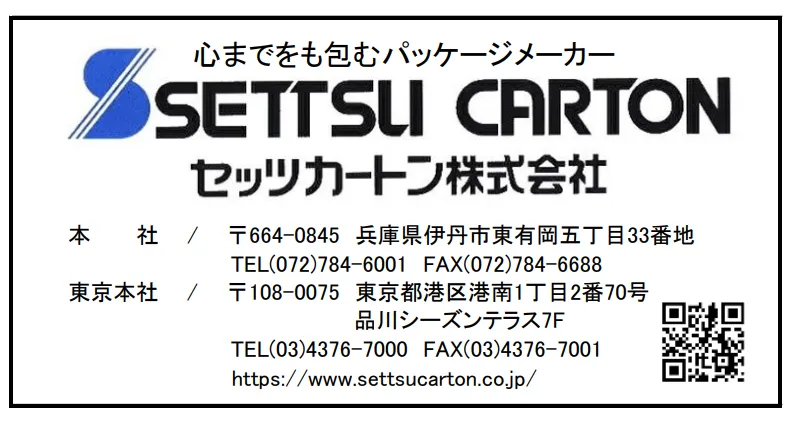 心までをも包むパッケージメーカー
SETTSU CARTON
セッツカートン株式会社
本　社 / 〒664-0845 兵庫県伊丹市東有岡五丁目33番地
TEL(072)784-6001 FAX(072)784-6688
東京本社 / 〒108-0075 東京都港区港南1丁目2番70号
品川シーズンテラス7F
TEL(03)4376-7000 FAX(03)4376-7001
https://www.settsucarton.co.jp/